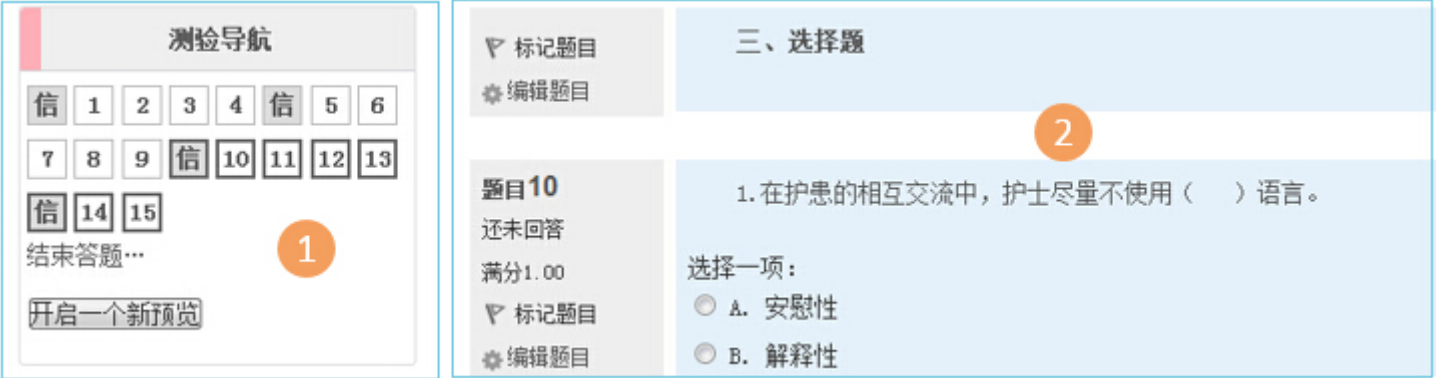 测验导航
信 1 2 3 4 信 5 6
7 8 9 信 10 11 12 13
信 14 15
结束答题…
1
开启一个新预览
标记题目
编辑题目
三、选择题
2
题目10
还未回答
满分1.00
标记题目
编辑题目
1.在护患的相互交流中，护士尽量不使用（ ）语言。
选择一项：
A. 安慰性
B. 解释性